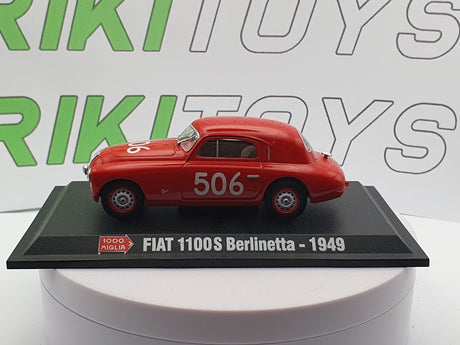 RIKITOYS
RIKITOYS
506
506
1000
MIGLIA
FIAT 1100S Berlinetta - 1949